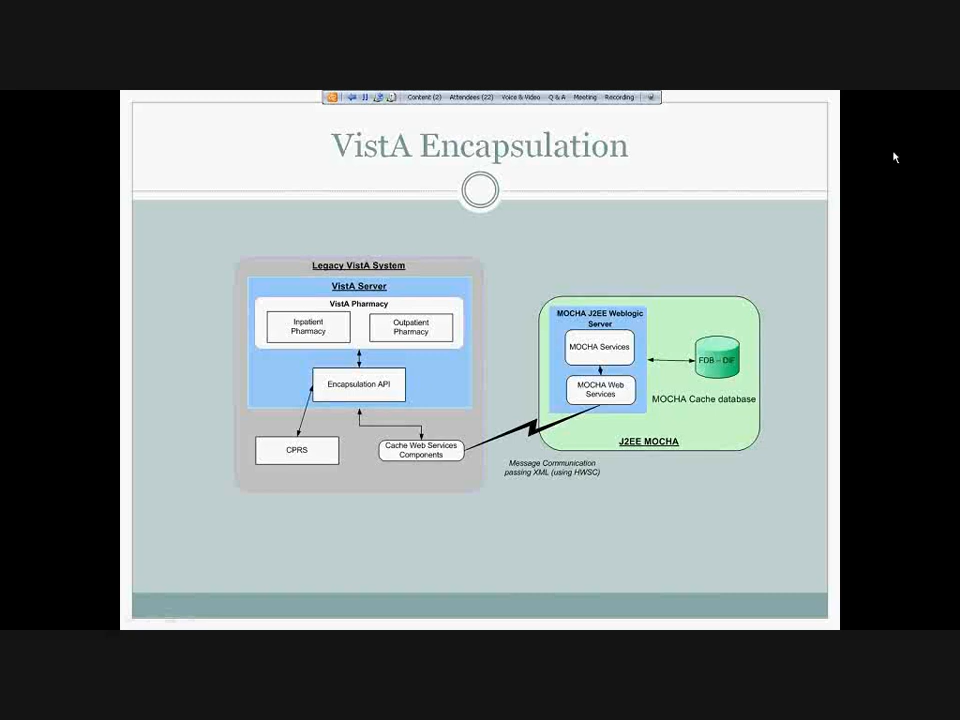 Content (2) Attendees (22) Voice & Video Q & A Meeting Recording
VistA Encapsulation
Legacy VistA System
VistA Server
VistA Pharmacy
Inpatient
Pharmacy
Outpatient
Pharmacy
Encapsulation API
CPRS
Cache Web Services
Components
MOCHA J2EE Weblogic
Server
MOCHA Services
MOCHA Web
Services
FDB – DIF
MOCHA Cache database
J2EE MOCHA
Message Communication
passing XML (using HWSC)